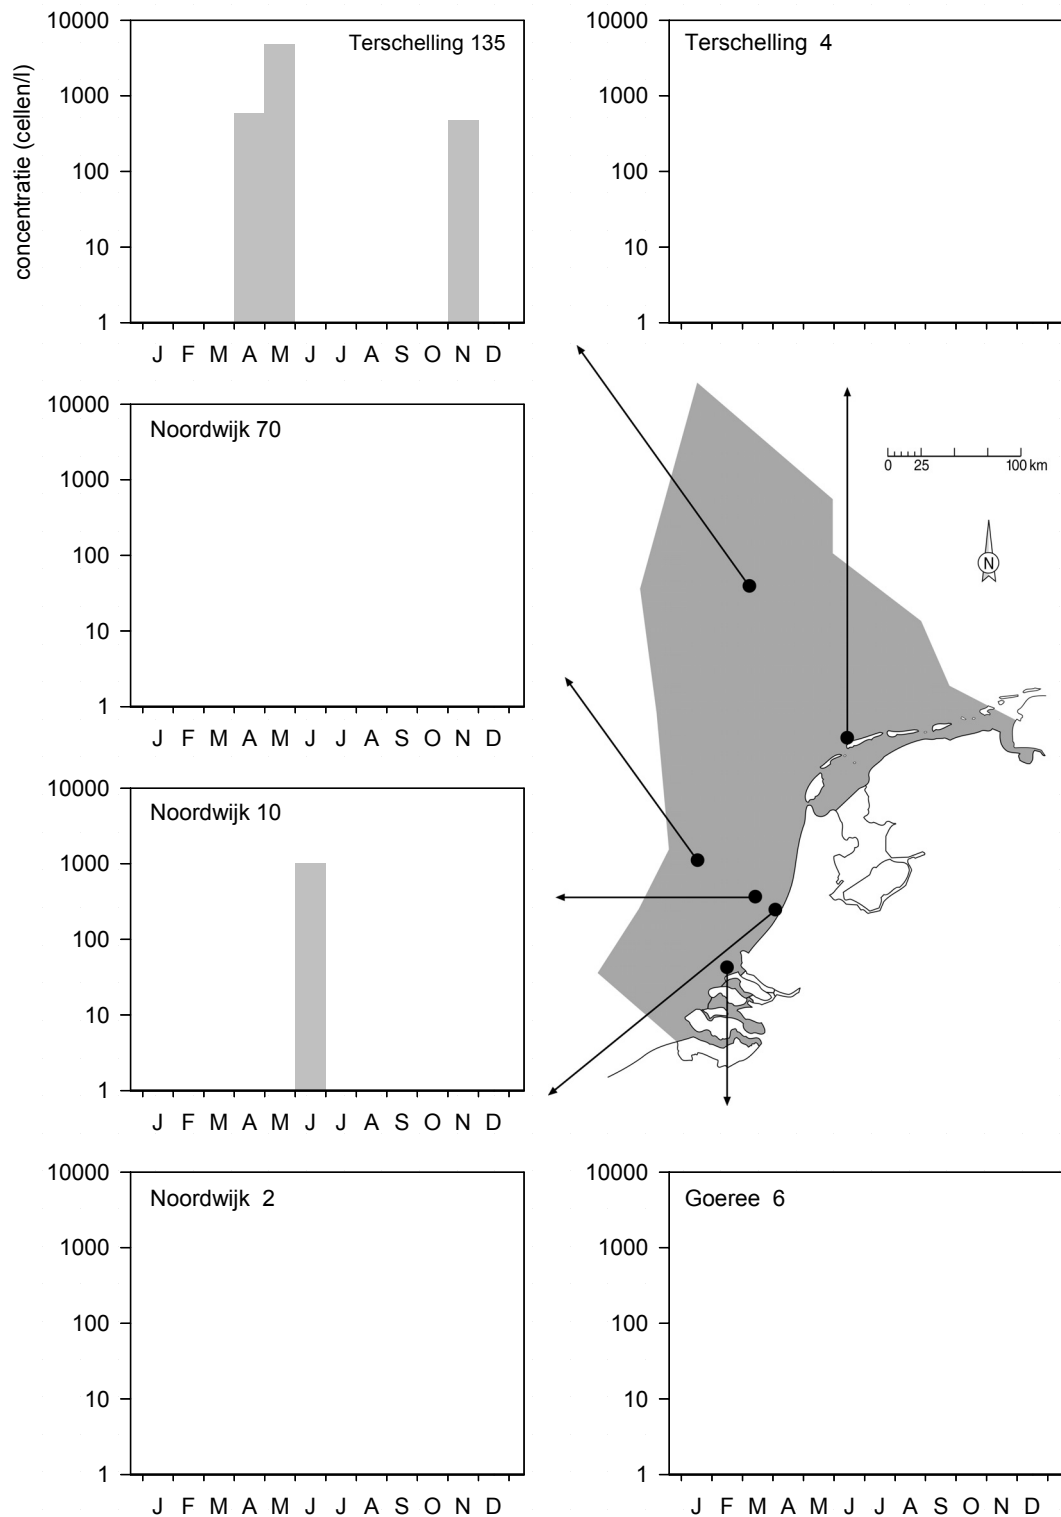 concentratie (cellen/l)
10000
1000
100
10
1
Terschelling 135
J F M A M J J A S O N D
10000
1000
100
10
1
Terschelling 4
10000
1000
100
10
1
Noordwijk 70
J F M A M J J A S O N D
0 25 100 km
N
10000
1000
100
10
1
Noordwijk 10
J F M A M J J A S O N D
10000
1000
100
10
1
Noordwijk 2
J F M A M J J A S O N D
10000
1000
100
10
1
Goeree 6
J F M A M J J A S O N D